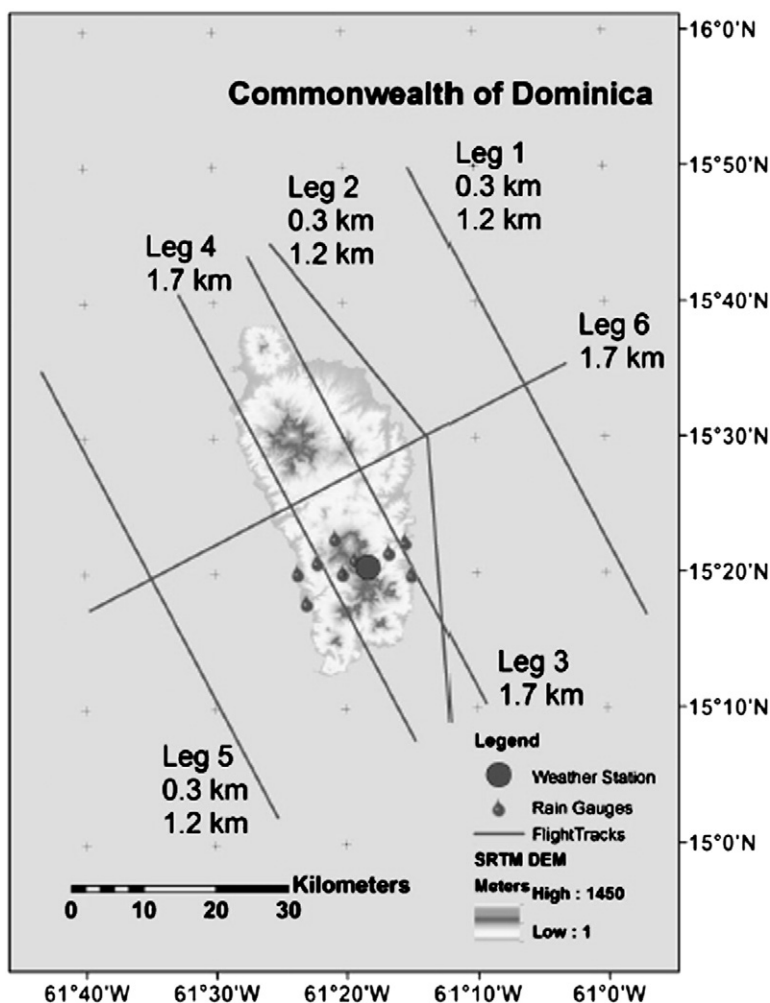 Commonwealth of Dominica
Leg 1
0.3 km
1.2 km
Leg 2
0.3 km
1.2 km
Leg 4
1.7 km
Leg 6
1.7 km
Leg 3
1.7 km
Leg 5
0.3 km
1.2 km
Legend
Weather Station
Rain Gauges
FlightTracks
SRTM DEM
Meters
High : 1450
Low : 1
Kilometers
0 10 20 30
16°0'N
15°50'N
15°40'N
15°30'N
15°20'N
15°10'N
15°0'N
61°40'W 61°30'W 61°20'W 61°10'W 61°0'W